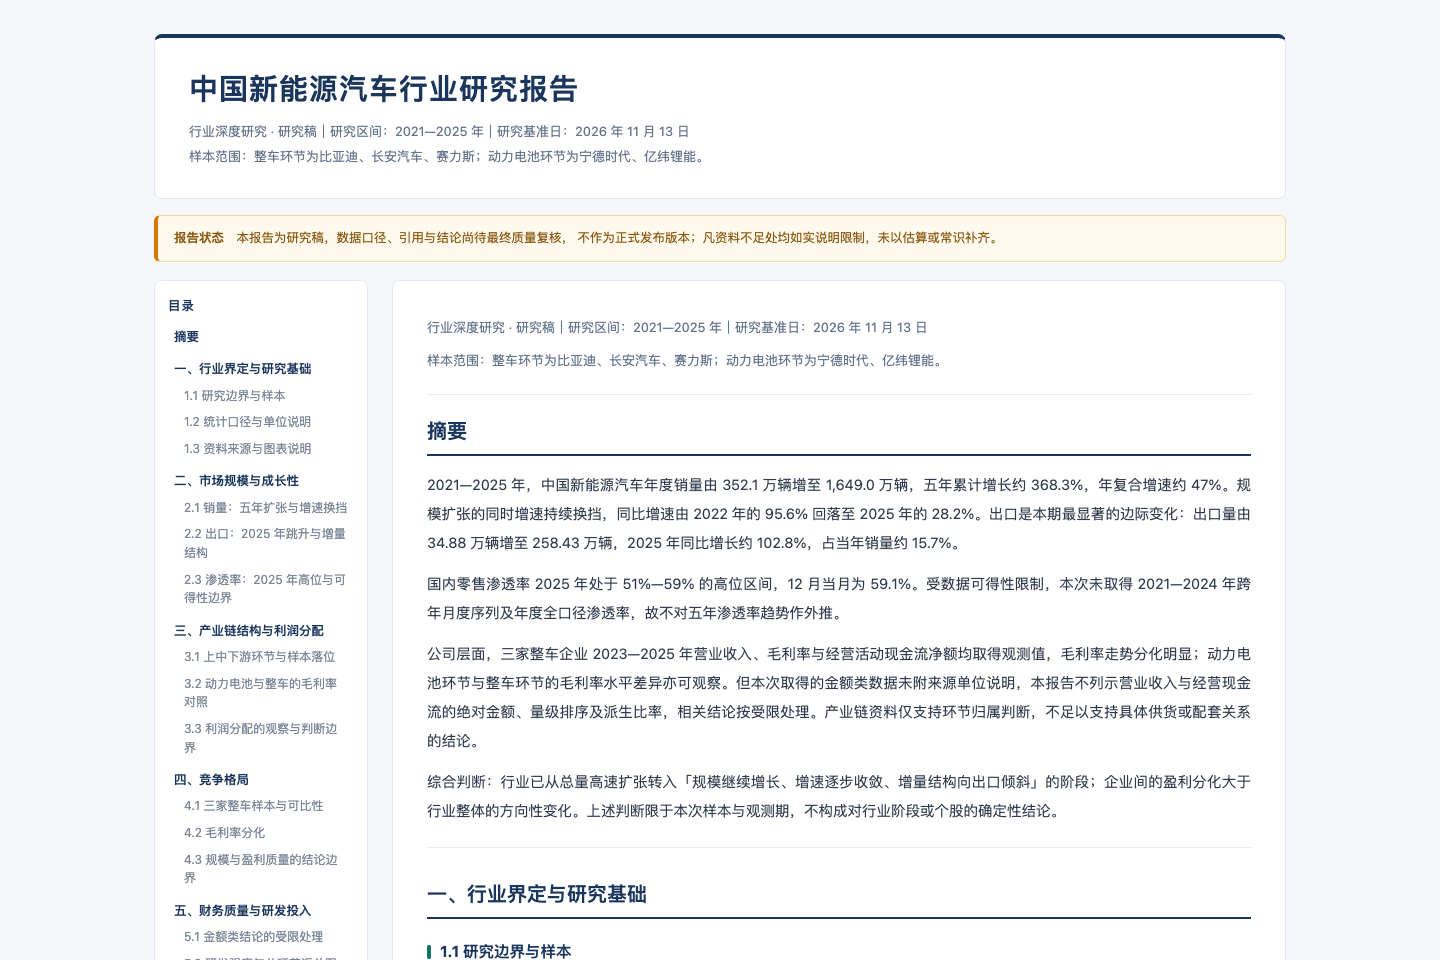 中国新能源汽车行业研究报告
行业深度研究 · 研究稿｜研究区间：2021—2025 年｜研究基准日：2026 年 11 月 13 日
样本范围：整车环节为比亚迪、长安汽车、赛力斯；动力电池环节为宁德时代、亿纬锂能。
报告状态 本报告为研究稿，数据口径、引用与结论尚待最终质量复核， 不作为正式发布版本；凡资料不足处均如实说明限制，未以估算或常识补齐。
目录
摘要
一、行业界定与研究基础
1.1 研究边界与样本
1.2 统计口径与单位说明
1.3 资料来源与图表说明
二、市场规模与成长性
2.1 销量：五年扩张与增速换挡
2.2 出口：2025 年跳升与增量
结构
2.3 渗透率：2025 年高位与可
得性边界
三、产业链结构与利润分配
3.1 上中下游环节与样本落位
3.2 动力电池与整车的毛利率
对照
3.3 利润分配的观察与判断边
界
四、竞争格局
4.1 三家整车样本与可比性
4.2 毛利率分化
4.3 规模与盈利质量的结论边
界
五、财务质量与研发投入
5.1 金额类结论的受限处理
行业深度研究 · 研究稿｜研究区间：2021—2025 年｜研究基准日：2026 年 11 月 13 日
样本范围：整车环节为比亚迪、长安汽车、赛力斯；动力电池环节为宁德时代、亿纬锂能。
摘要
2021—2025 年，中国新能源汽车年度销量由 352.1 万辆增至 1,649.0 万辆，五年累计增长约 368.3%，年复合增速约 47%。规
模扩张的同时增速持续换挡，同比增速由 2022 年的 95.6% 回落至 2025 年的 28.2%。出口是本期最显著的边际变化：出口量由
34.88 万辆增至 258.43 万辆，2025 年同比增长约 102.8%，占当年销量约 15.7%。
国内零售渗透率 2025 年处于 51%—59% 的高位区间，12 月当月为 59.1%。受数据可得性限制，本次未取得 2021—2024 年跨
年月度序列及年度全口径渗透率，故不对五年渗透率趋势作外推。
公司层面，三家整车企业 2023—2025 年营业收入、毛利率与经营活动现金流净额均取得观测值，毛利率走势分化明显；动力电
池环节与整车环节的毛利率水平差异亦可观察。但本次取得的金额类数据未附来源单位说明，本报告不列示营业收入与经营现金
流的绝对金额、量级排序及派生比率，相关结论按受限处理。产业链资料仅支持环节归属判断，不足以支持具体供货或配套关系
的结论。
综合判断：行业已从总量高速扩张转入「规模继续增长、增速逐步收敛、增量结构向出口倾斜」的阶段；企业间的盈利分化大于
行业整体的方向性变化。上述判断限于本次样本与观测期，不构成对行业阶段或个股的确定性结论。
一、行业界定与研究基础
1.1 研究边界与样本